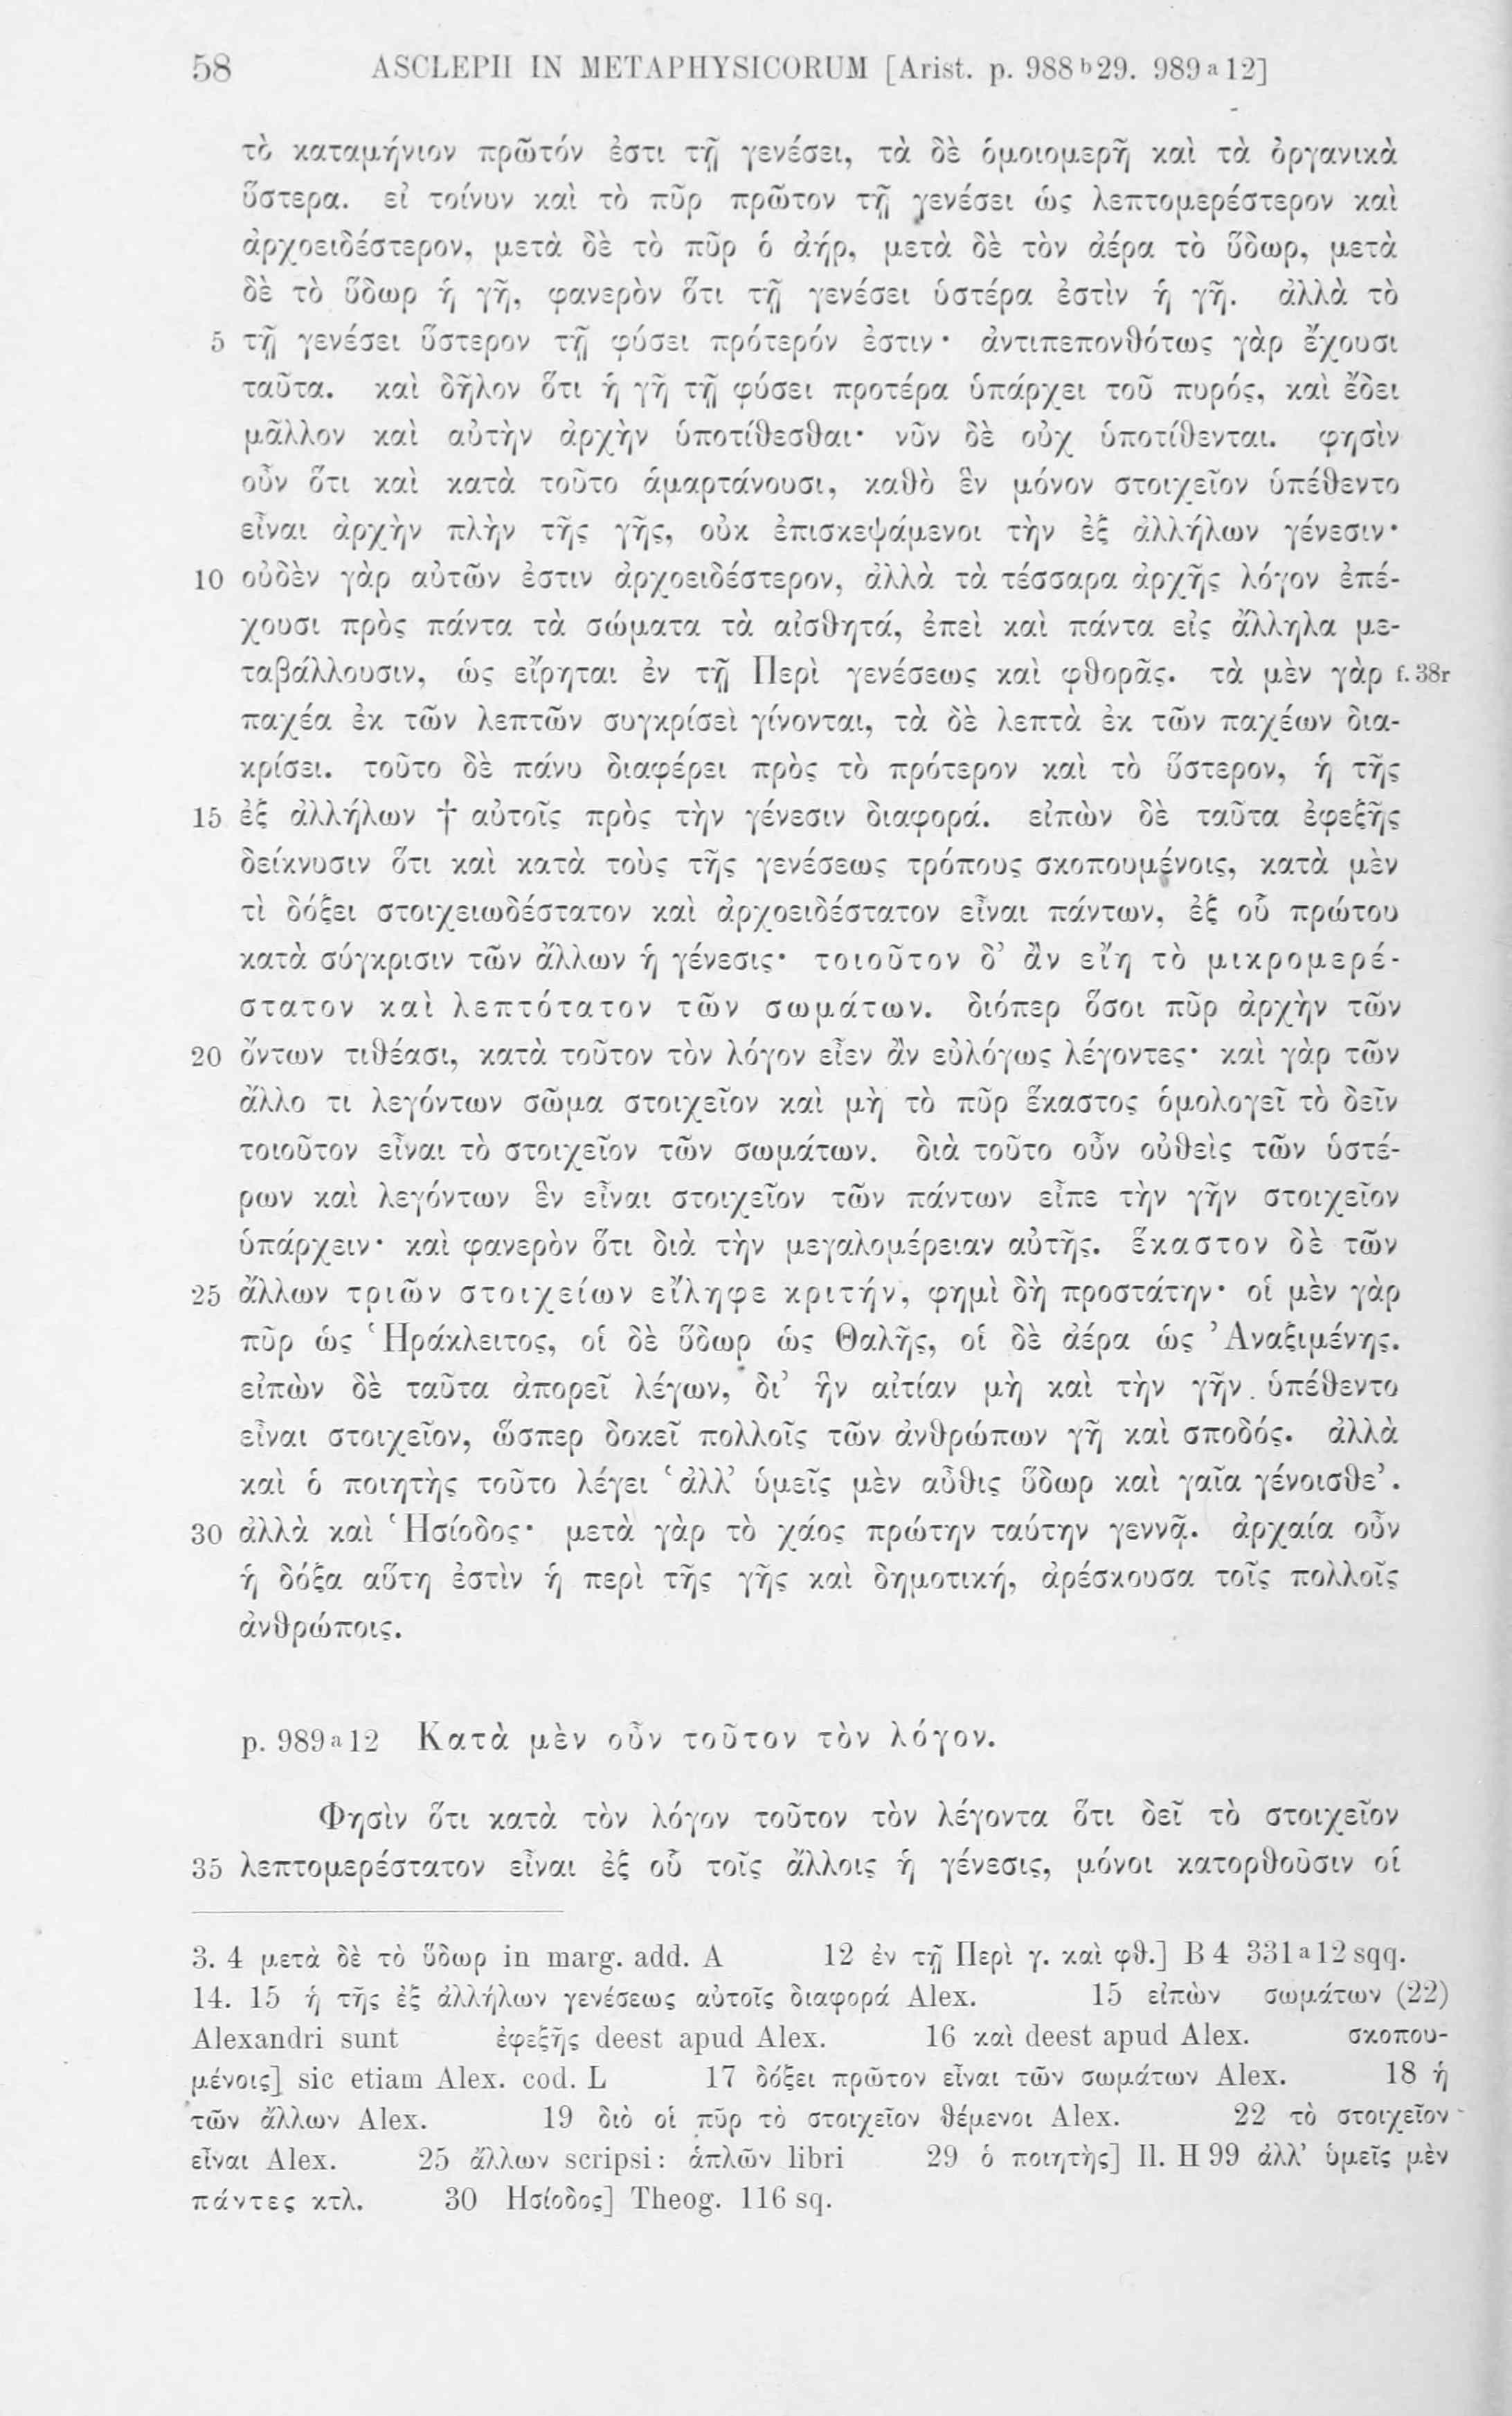 58 ASCLEPII IN METAPHYSICORUM [Arist. p. 988b29. 989a12]
τὸ καταμήνιον πρῶτόν ἐστι τῇ γενέσει, τὰ δὲ ὁμοιομερῆ καὶ τὰ ὀργανικὰ
ὕστερα. εἰ τοίνυν καὶ τὸ πῦρ πρῶτον τῇ γενέσει ὡς λεπτομερέστερον καὶ
ἀρχοειδέστερον, μετὰ δὲ τὸ πῦρ ὁ ἀήρ, μετὰ δὲ τὸν ἀέρα τὸ ὕδωρ, μετὰ
δὲ τὸ ὕδωρ ἡ γῆ, φανερὸν ὅτι τῇ γενέσει ὑστέρα ἐστὶν ἡ γῆ. ἀλλὰ τὸ
5 τῇ γενέσει ὕστερον τῇ φύσει πρότερόν ἐστιν· ἀντιπεπονθότως γὰρ ἔχουσι
ταῦτα. καὶ δῆλον ὅτι ἡ γῆ τῇ φύσει προτέρα ὑπάρχει τοῦ πυρός, καὶ ἔδει
μᾶλλον καὶ αὐτὴν ἀρχὴν ὑποτίθεσθαι· νῦν δὲ οὐχ ὑποτίθενται. φησὶν
οὖν ὅτι καὶ κατὰ τοῦτο ἁμαρτάνουσι, καθὸ ἓν μόνον στοιχεῖον ὑπέθεντο
εἶναι ἀρχὴν πλὴν τῆς γῆς, οὐκ ἐπισκεψάμενοι τὴν ἐξ ἀλλήλων γένεσιν·
10 οὐδὲν γὰρ αὐτῶν ἐστιν ἀρχοειδέστερον, ἀλλὰ τὰ τέσσαρα ἀρχῆς λόγον ἐπέ-
χουσι πρὸς πάντα τὰ σώματα τὰ αἰσθητά, ἐπεὶ καὶ πάντα εἰς ἄλληλα με-
ταβάλλουσιν, ὡς εἴρηται ἐν τῇ Περὶ γενέσεως καὶ φθορᾶς. τὰ μὲν γὰρ f. 38r
παχέα ἐκ τῶν λεπτῶν συγκρίσει γίνονται, τὰ δὲ λεπτὰ ἐκ τῶν παχέων δια-
κρίσει. τοῦτο δὲ πάνυ διαφέρει πρὸς τὸ πρότερον καὶ τὸ ὕστερον, ἡ τῆς
15 ἐξ ἀλλήλων † αὐτοῖς πρὸς τὴν γένεσιν διαφορά. εἰπὼν δὲ ταῦτα ἐφεξῆς
δείκνυσιν ὅτι καὶ κατὰ τοὺς τῆς γενέσεως τρόπους σκοπουμένοις, κατὰ μὲν
τὶ δόξει στοιχειωδέστατον καὶ ἀρχοειδέστατον εἶναι πάντων, ἐξ οὗ πρώτου
κατὰ σύγκρισιν τῶν ἄλλων ἡ γένεσις· τοιοῦτον δ’ ἂν εἴη τὸ μικρομερέ-
στατον καὶ λεπτότατον τῶν σωμάτων. διόπερ ὅσοι πῦρ ἀρχὴν τῶν
20 ὄντων τιθέασι, κατὰ τοῦτον τὸν λόγον εἶεν ἂν εὐλόγως λέγοντες· καὶ γὰρ τῶν
ἄλλο τι λεγόντων σῶμα στοιχεῖον καὶ μὴ τὸ πῦρ ἕκαστος ὁμολογεῖ τὸ δεῖν
τοιοῦτον εἶναι τὸ στοιχεῖον τῶν σωμάτων. διὰ τοῦτο οὖν οὐθεὶς τῶν ὑστέ-
ρων καὶ λεγόντων ἓν εἶναι στοιχεῖον τῶν πάντων εἶπε τὴν γῆν στοιχεῖον
ὑπάρχειν· καὶ φανερὸν ὅτι διὰ τὴν μεγαλομέρειαν αὐτῆς. ἕκαστον δὲ τῶν
25 ἄλλων τριῶν στοιχείων εἴληφε κριτήν, φημὶ δὴ προστάτην· οἱ μὲν γὰρ
πῦρ ὡς Ἡράκλειτος, οἱ δὲ ὕδωρ ὡς Θαλῆς, οἱ δὲ ἀέρα ὡς Ἀναξιμένης.
εἰπὼν δὲ ταῦτα ἀπορεῖ λέγων, δι’ ἣν αἰτίαν μὴ καὶ τὴν γῆν ὑπέθεντο
εἶναι στοιχεῖον, ὥσπερ δοκεῖ πολλοῖς τῶν ἀνθρώπων γῆ καὶ σποδός. ἀλλὰ
καὶ ὁ ποιητὴς τοῦτο λέγει ‘ἀλλ’ ὑμεῖς μὲν αὖθις ὕδωρ καὶ γαῖα γένοισθε’.
30 ἀλλὰ καὶ Ἡσίοδος· μετὰ γὰρ τὸ χάος πρώτην ταύτην γεννᾷ. ἀρχαία οὖν
ἡ δόξα αὕτη ἐστὶν ἡ περὶ τῆς γῆς καὶ δημοτική, ἀρέσκουσα τοῖς πολλοῖς
ἀνθρώποις.
p. 989a12 Κατὰ μὲν οὖν τοῦτον τὸν λόγον.
Φησὶν ὅτι κατὰ τὸν λόγον τοῦτον τὸν λέγοντα ὅτι δεῖ τὸ στοιχεῖον
35 λεπτομερέστατον εἶναι ἐξ οὗ τοῖς ἄλλοις ἡ γένεσις, μόνοι κατορθοῦσιν οἱ
3. 4 μετὰ δὲ τὸ ὕδωρ in marg. add. A 12 ἐν τῇ Περὶ γ. καὶ φθ.] B 4 331a12 sqq.
14. 15 ἡ τῆς ἐξ ἀλλήλων γενέσεως αὐτοῖς διαφορά Alex. 15 εἰπὼν σωμάτων (22)
Alexandri sunt ἐφεξῆς deest apud Alex. 16 καὶ deest apud Alex. σκοπου-
μένοις] sic etiam Alex. cod. L 17 δόξει πρῶτον εἶναι τῶν σωμάτων Alex. 18 ἡ
τῶν ἄλλων Alex. 19 διὸ οἱ πῦρ τὸ στοιχεῖον θέμενοι Alex. 22 τὸ στοιχεῖον
εἶναι Alex. 25 ἄλλων scripsi: ἁπλῶν libri 29 ὁ ποιητὴς] Il. H 99 ἀλλ’ ὑμεῖς μὲν
πάντες κτλ. 30 Ησίοδος] Theog. 116 sq.